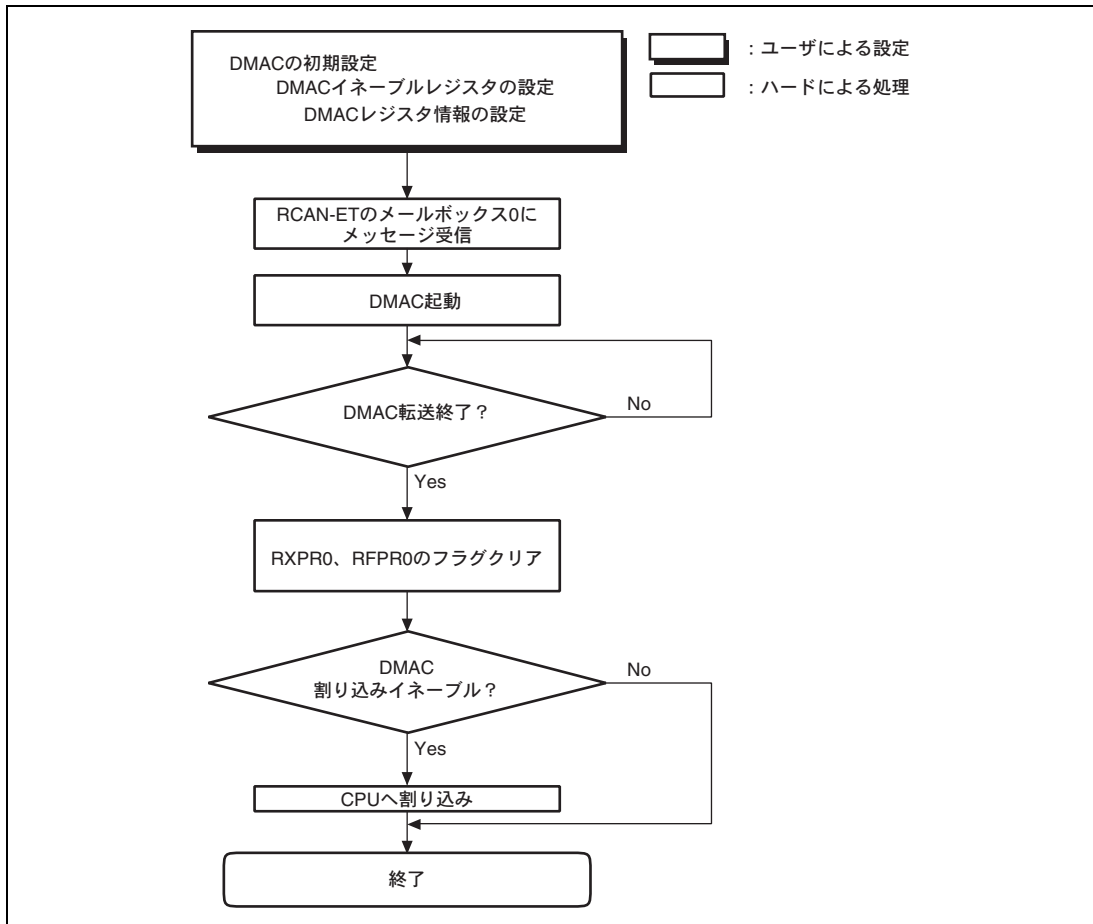 DMACの初期設定
DMACイネーブルレジスタの設定
DMACレジスタ情報の設定
：ユーザによる設定
：ハードによる処理
RCAN-ETのメールボックス0に
メッセージ受信
DMAC起動
DMAC転送終了？
No
Yes
RXPR0、RFPR0のフラグクリア
DMAC
割り込みイネーブル？
No
Yes
CPUへ割り込み
終了